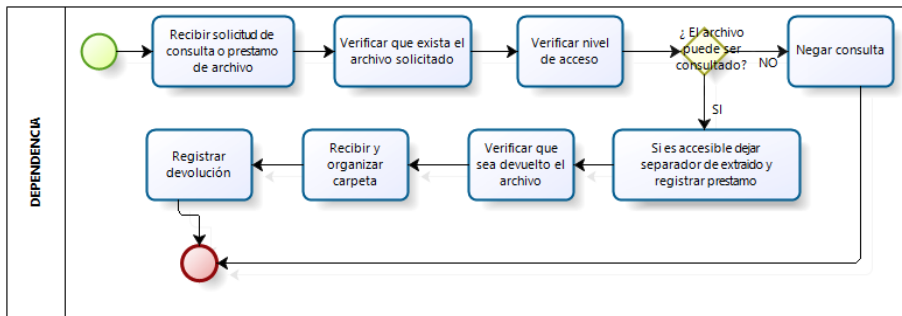 DEPENDENCIA
Recibir solicitud de
consulta o prestamo
de archivo
Verificar que exista el
archivo solicitado
Verificar nivel
de acceso
¿ El archivo
puede ser
consultado?
NO
Negar consulta
SI
Si es accesible dejar
separador de extraido y
registrar prestamo
Verificar que
sea devuelto el
archivo
Recibir y
organizar
carpeta
Registrar
devolución